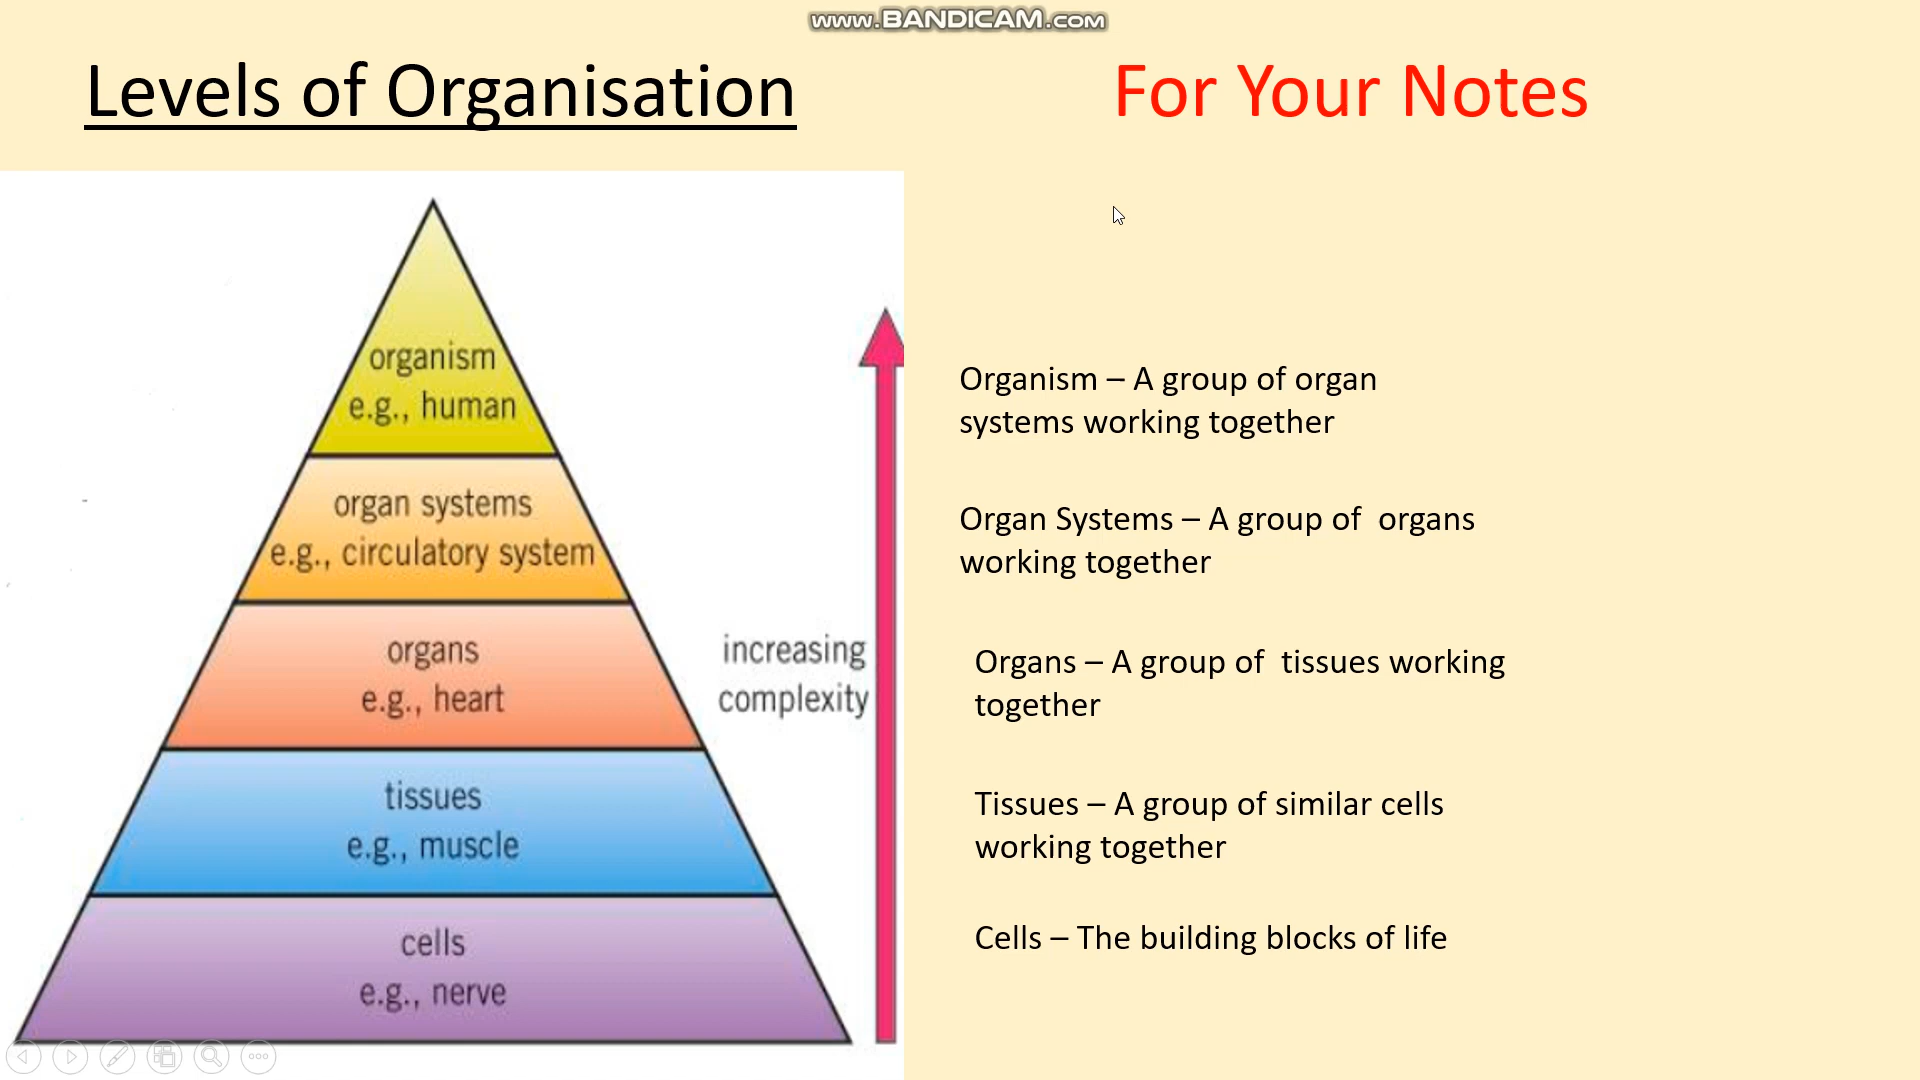 www.BANDICAM.com
Levels of Organisation
For Your Notes
organism
e.g., human
organ systems
e.g., circulatory system
organs
e.g., heart
tissues
e.g., muscle
cells
e.g., nerve
increasing
complexity
Organism – A group of organ
systems working together
Organ Systems – A group of  organs
working together
Organs – A group of  tissues working
together
Tissues – A group of similar cells
working together
Cells – The building blocks of life